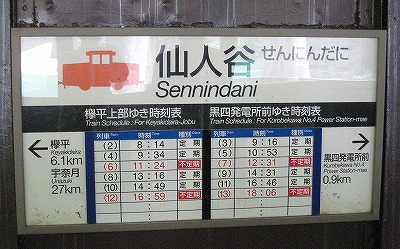 仙人谷
せんにんだに
Sennindani
欅平上部ゆき時刻表
Train Schedule : For Keyakidaira-Jobu
黒四発電所前ゆき時刻表
Train Schedule : For Kurobekawa No.4 Power Station-mae
列車 Train 時刻 Time 種別
(2) 8:14 定期
(4) 9:34 定期
(6) 11:24 不定期
(8) 13:16 定期
(10) 14:49 定期
(12) 16:59 不定期
列車 Train 時刻 Time 種別
(3) 9:16 定期
(5) 10:53 定期
(7) 12:31 不定期
(9) 14:31 定期
(11) 16:46 定期
(13) 18:06 不定期
欅平
Keyakidaira
6.1km
宇奈月
Unazuki
27km
黒四発電所前
Kurobekawa No.4 Power Station-mae
0.9km